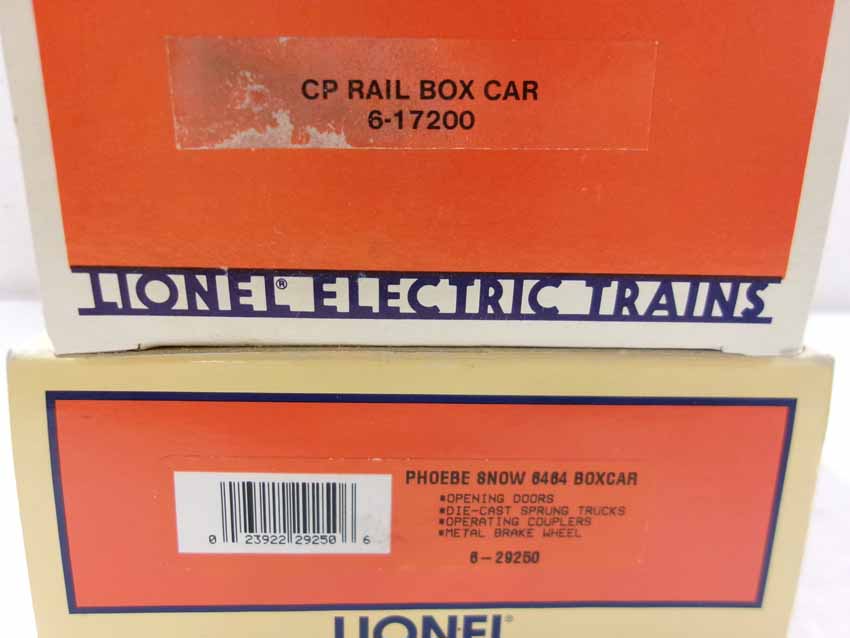 CP RAIL BOX CAR
6-17200
LIONEL® ELECTRIC TRAINS
PHOEBE SNOW 6464 BOXCAR
*OPENING DOORS
*DIE-CAST SPRUNG TRUCKS
*OPERATING COUPLERS
*METAL BRAKE WHEEL
0 23922 29250 6
6-29250
LIONEL®